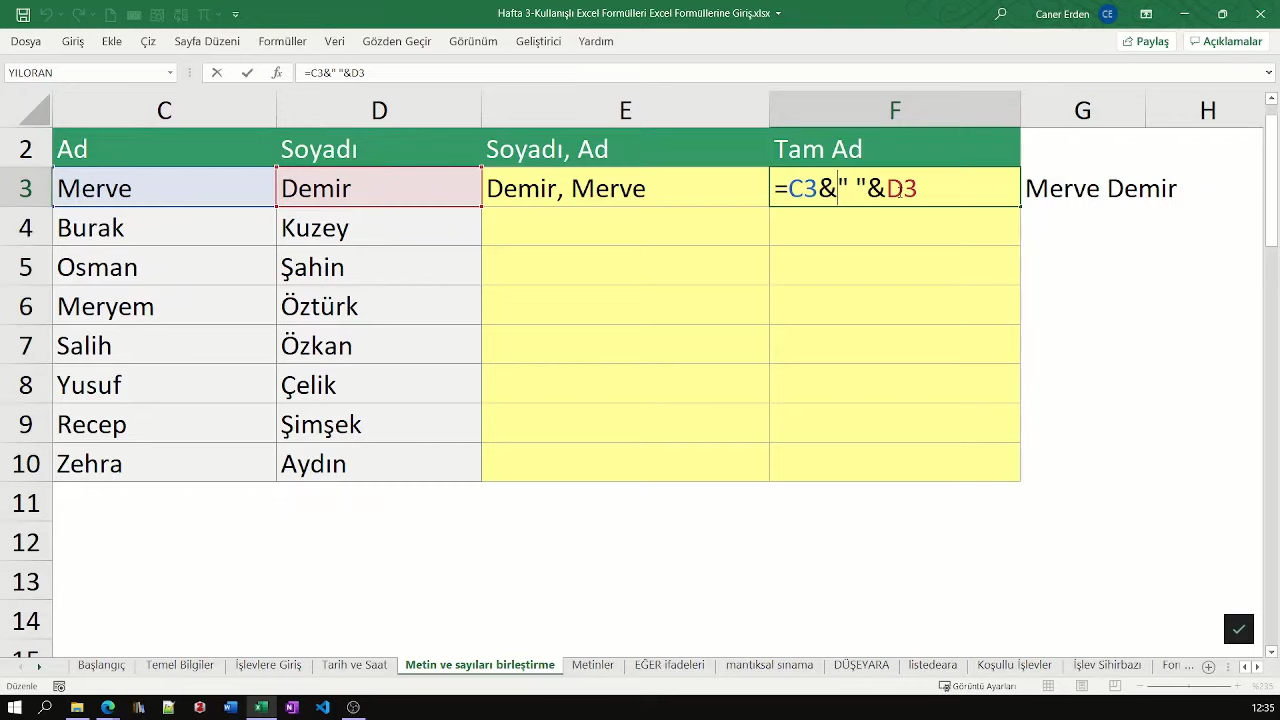 Hafta 3-Kullanışlı Excel Formülleri Excel Formüllerine Giriş.xlsx
Caner Erden CE
Dosya Giriş Ekle Çiz Sayfa Düzeni Formüller Veri Gözden Geçir Görünüm Geliştirici Yardım Paylaş Açıklamalar
YILORAN fx =C3&" "&D3
C D E F G H
2 Ad Soyadı Soyadı, Ad Tam Ad
3 Merve Demir Demir, Merve =C3&" "&D3 Merve Demir
4 Burak Kuzey
5 Osman Şahin
6 Meryem Öztürk
7 Salih Özkan
8 Yusuf Çelik
9 Recep Şimşek
10 Zehra Aydın
11
12
13
14
15
Başlangıç Temel Bilgiler İşlevlere Giriş Tarih ve Saat Metin ve sayıları birleştirme Metinler EĞER ifadeleri mantıksal sınama DÜŞEYARA listedeara Koşullu İşlevler İşlev Sihirbazı For ...
Düzenle Görüntü Ayarları %235
12:35